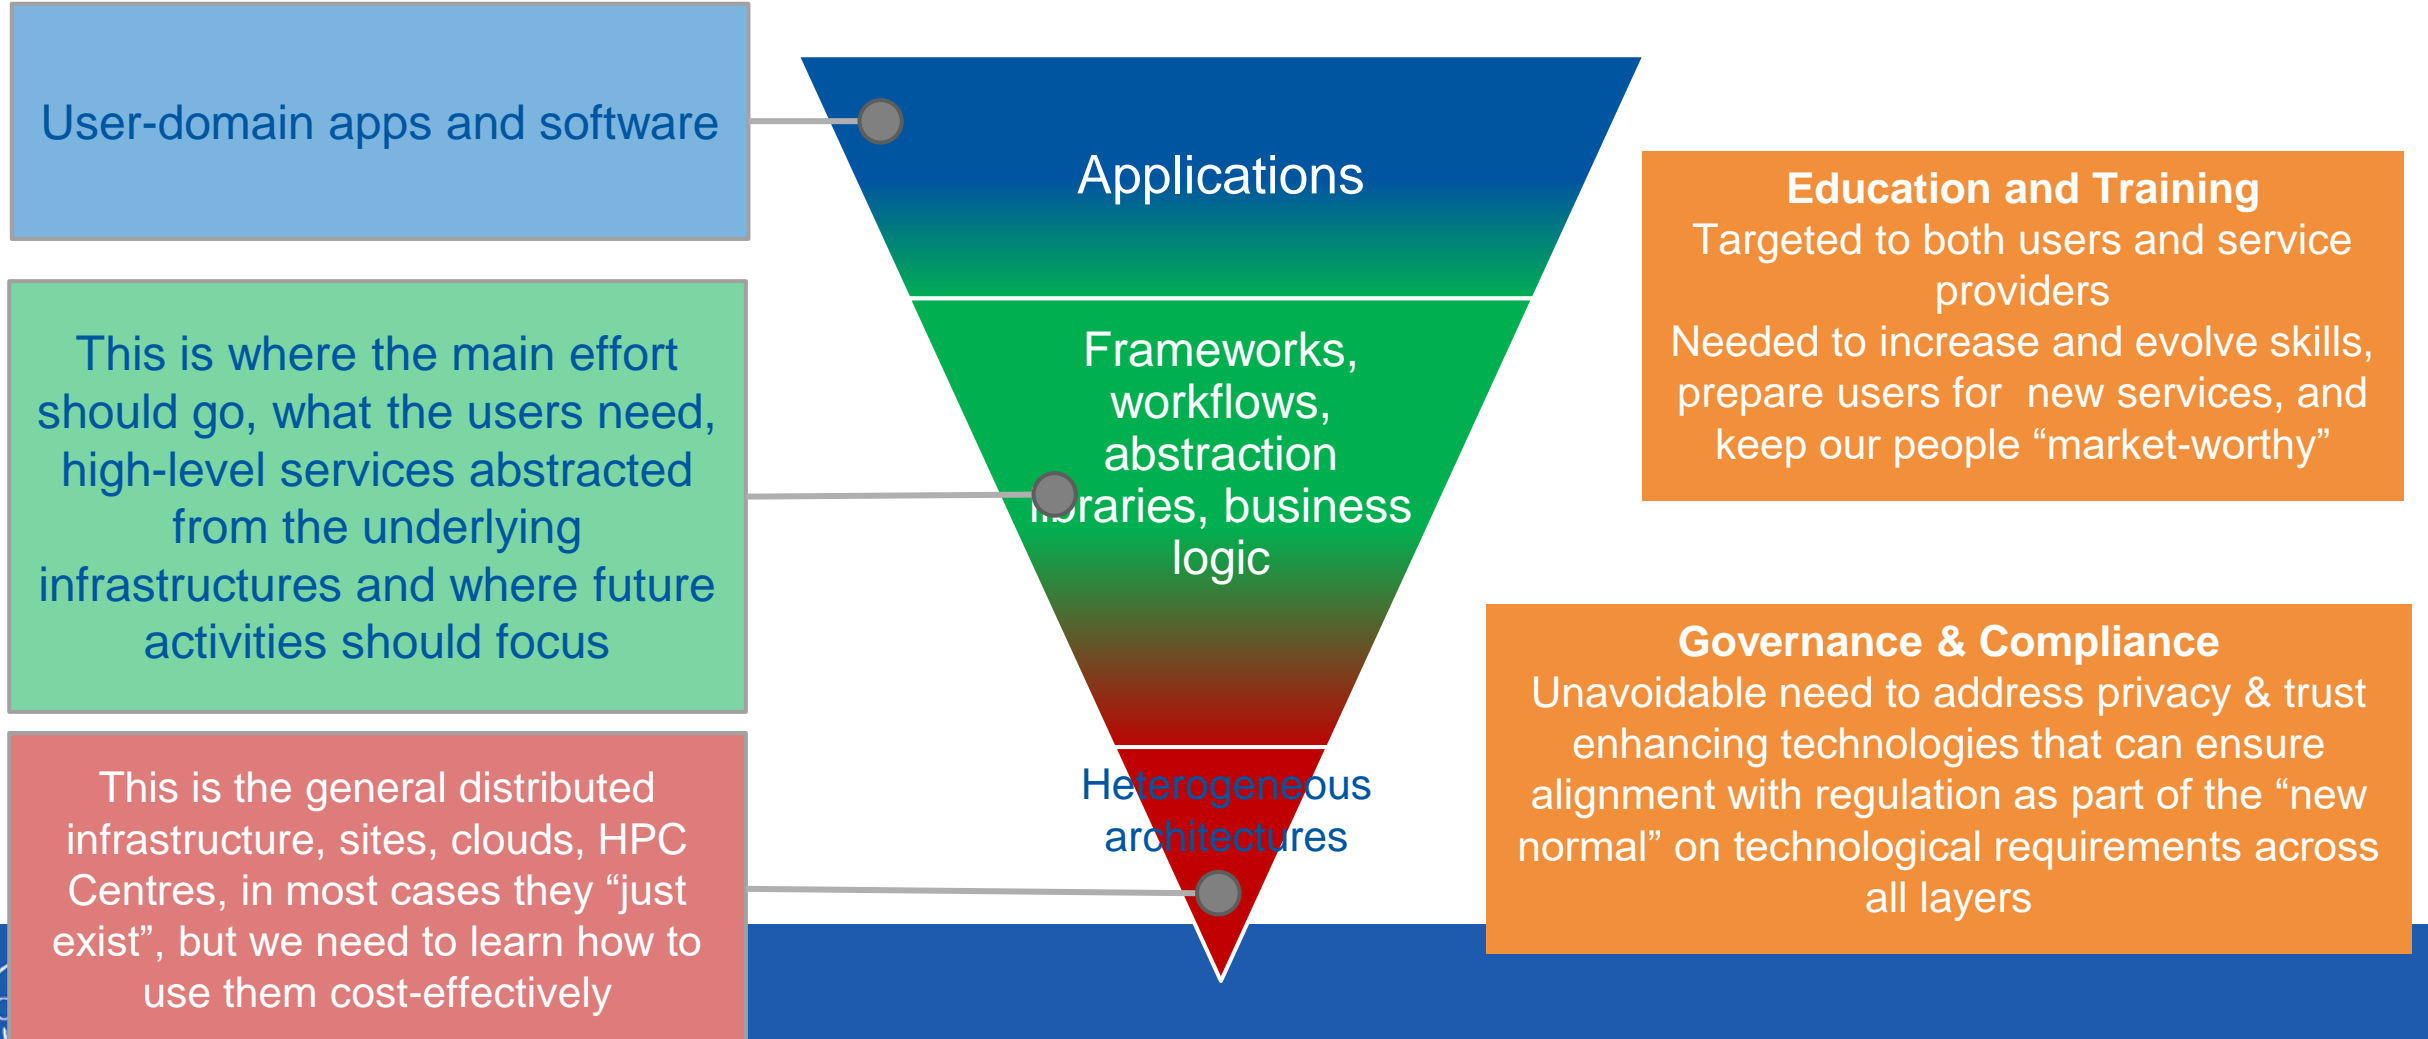 User-domain apps and software
This is where the main effort
should go, what the users need,
high-level services abstracted
from the underlying
infrastructures and where future
activities should focus
This is the general distributed
infrastructure, sites, clouds, HPC
Centres, in most cases they “just
exist”, but we need to learn how to
use them cost-effectively
Applications
Frameworks,
workflows,
abstraction
libraries, business
logic
Heterogeneous
architectures
Education and Training
Targeted to both users and service
providers
Needed to increase and evolve skills,
prepare users for  new services, and
keep our people “market-worthy”
Governance & Compliance
Unavoidable need to address privacy & trust
enhancing technologies that can ensure
alignment with regulation as part of the “new
normal” on technological requirements across
all layers